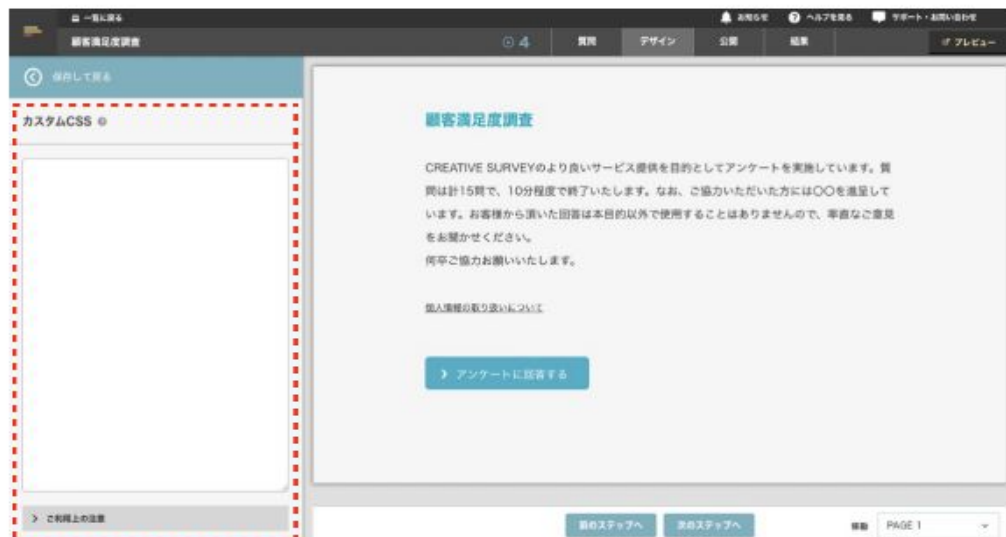 一覧に戻る
お知らせ
ヘルプを見る
サポート・お問い合わせ
顧客満足度調査
4
質問
デザイン
公開
結果
プレビュー
保存して戻る
カスタムCSS
顧客満足度調査
CREATIVE SURVEYのより良いサービス提供を目的としてアンケートを実施しています。質
問は計15問で、10分程度で終了いたします。なお、ご協力いただいた方には〇〇を進呈して
います。お客様から頂いた回答は本目的以外で使用することはありませんので、率直なご意見
をお聞かせください。
何卒ご協力お願いいたします。
個人情報の取り扱いについて
アンケートに回答する
ご利用上の注意
前のステップへ
次のステップへ
移動
PAGE 1